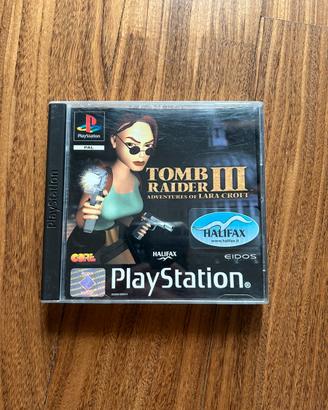 PlayStation
PlayStation
PAL
TOMB
RAIDER III
ADVENTURES OF LARA CROFT
HALIFAX
www.halifax.it
CORE
HALIFAX
EIDOS
PlayStation